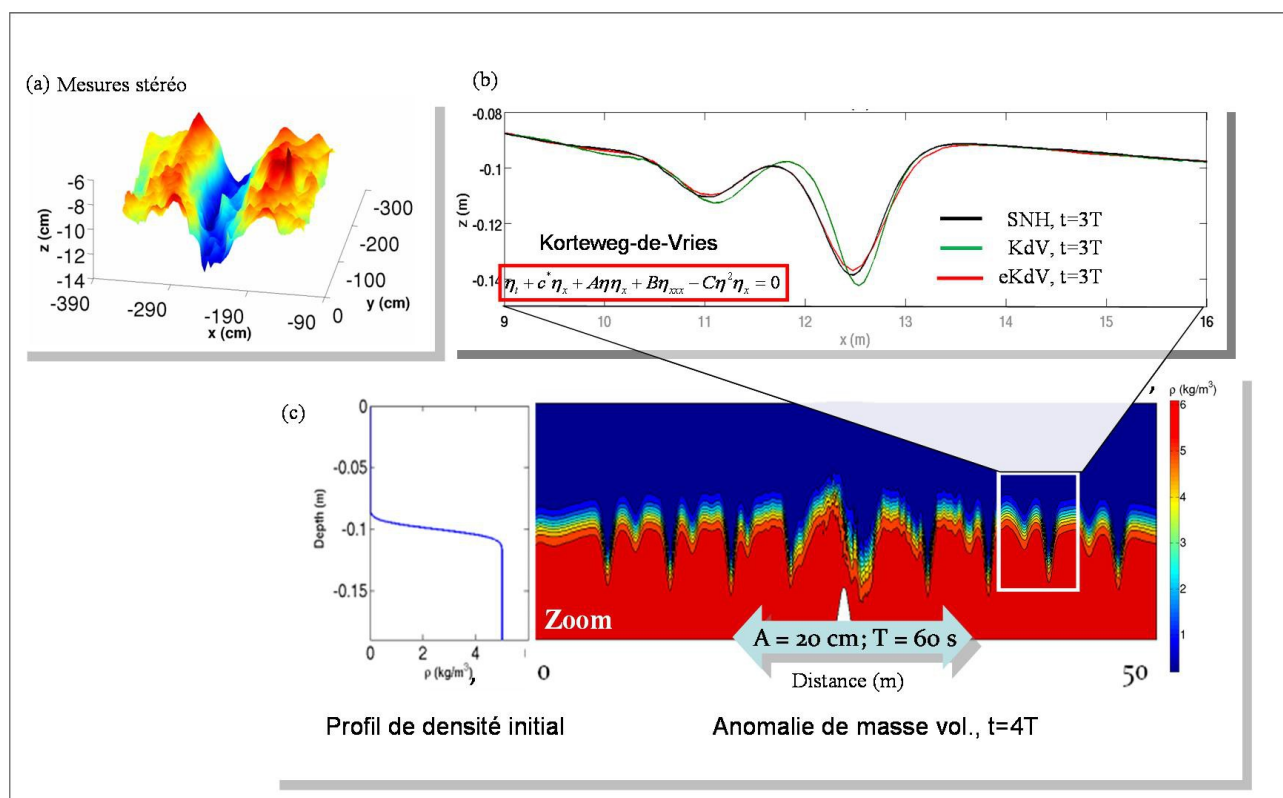 (a) Mesures stéréo
z (cm)
-6
-8
-10
-12
-14
-390
-290
-190
-90
x (cm)
-300
-200
-100
0
y (cm)
(b)
z (m)
-0.08
-0.1
-0.12
-0.14
9
10
11
12
13
14
15
16
x (m)
SNH, t=3T
KdV, t=3T
eKdV, t=3T
Korteweg-de-Vries
η_t + c^* η_x + Aηη_x + Bη_xxx − Cη²η_x = 0
(c)
Depth (m)
0
-0.05
-0.1
-0.15
0
2
4
ρ (kg/m³)
,
Zoom
A = 20 cm; T = 60 s
0
Distance (m)
50
,
ρ (kg/m³)
6
5
4
3
2
1
Profil de densité initial
Anomalie de masse vol., t=4T